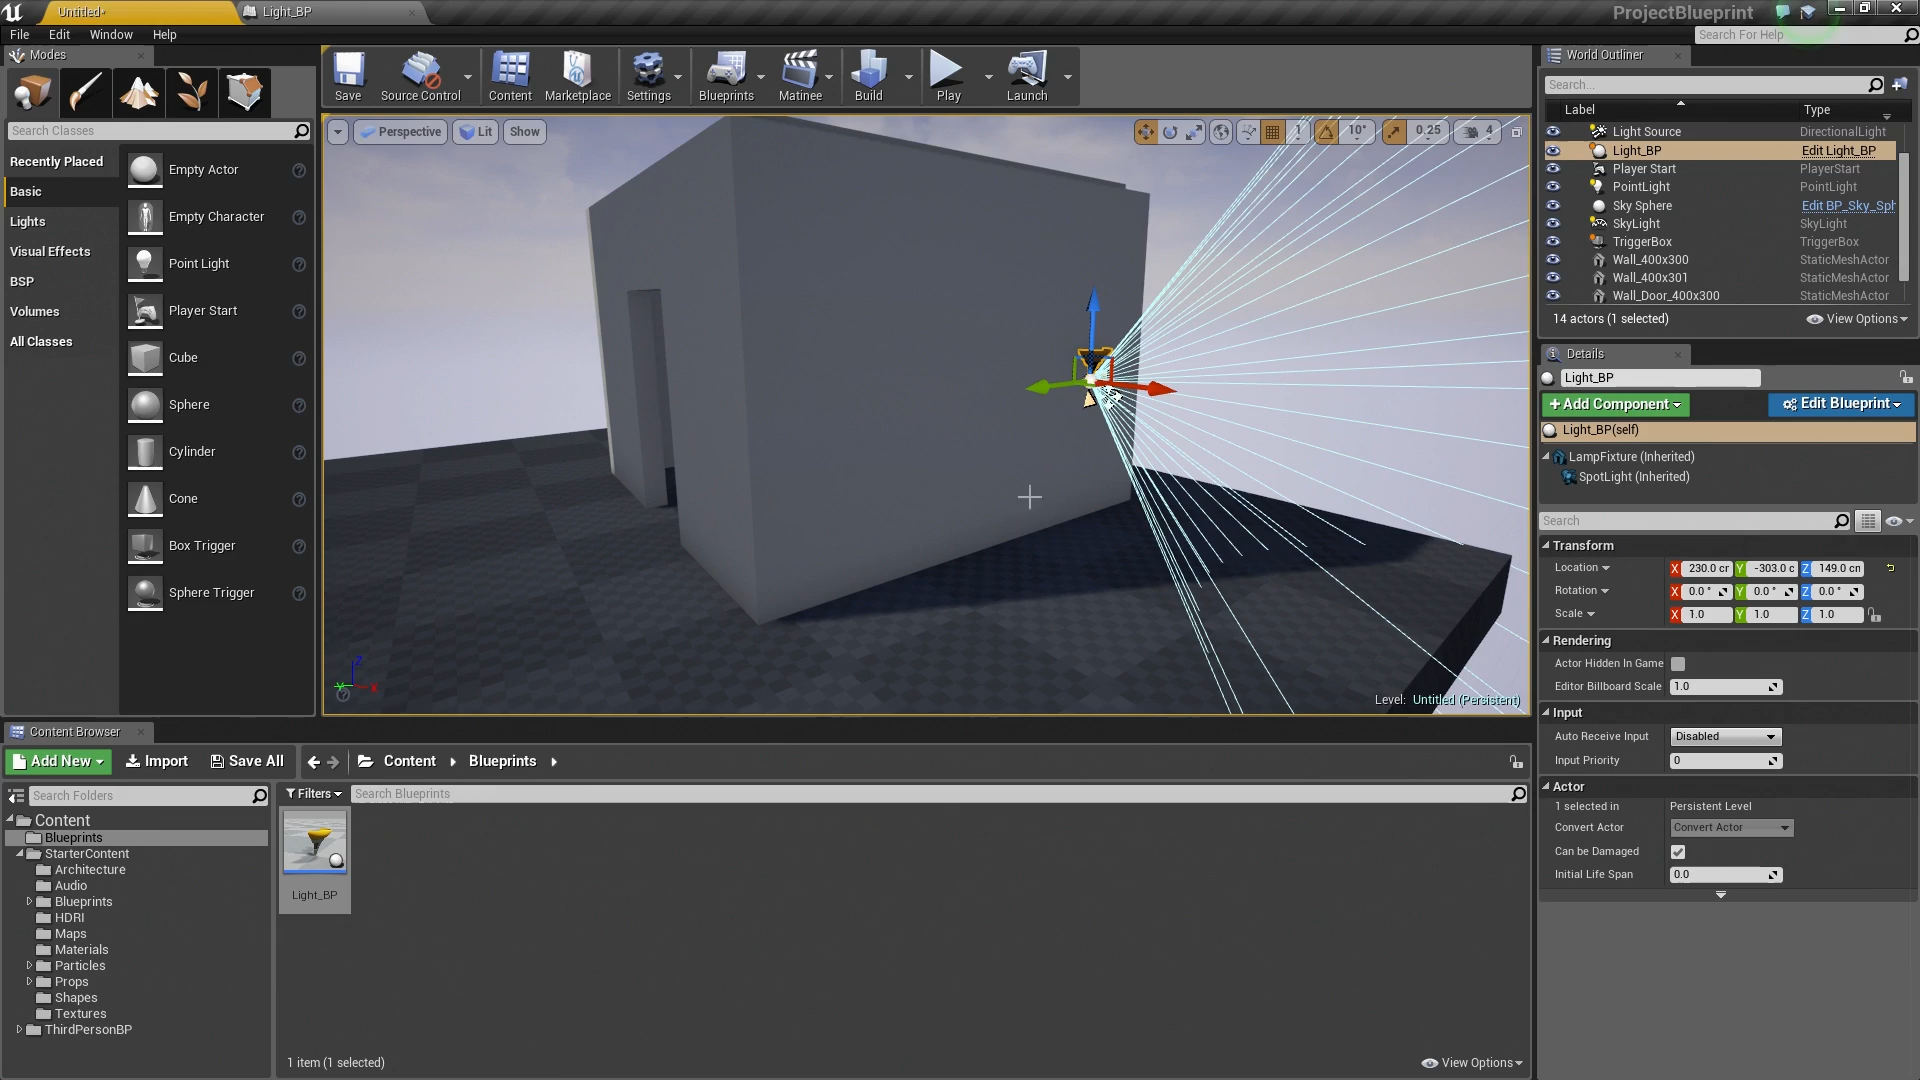 Untitled•
Light_BP
ProjectBlueprint
File Edit Window Help
Search For Help
Modes
Save
Source Control
Content
Marketplace
Settings
Blueprints
Matinee
Build
Play
Launch
World Outliner
Search...
Label
Type
Light Source DirectionalLight
Light_BP Edit Light_BP
Player Start PlayerStart
PointLight PointLight
Sky Sphere Edit BP_Sky_Sph
SkyLight SkyLight
TriggerBox TriggerBox
Wall_400x300 StaticMeshActor
Wall_400x301 StaticMeshActor
Wall_Door_400x300 StaticMeshActor
14 actors (1 selected)
View Options
Search Classes
Recently Placed
Basic
Lights
Visual Effects
BSP
Volumes
All Classes
Empty Actor
Empty Character
Point Light
Player Start
Cube
Sphere
Cylinder
Cone
Box Trigger
Sphere Trigger
Perspective
Lit
Show
1
10°
0.25
4
Z
X
Level: Untitled (Persistent)
Details
Light_BP
+Add Component
Edit Blueprint
Light_BP(self)
LampFixture (Inherited)
SpotLight (Inherited)
Search
Transform
Location X 230.0 cr Y -303.0 c Z 149.0 cn
Rotation X 0.0 ° Y 0.0 ° Z 0.0 °
Scale X 1.0 Y 1.0 Z 1.0
Rendering
Actor Hidden In Game
Editor Billboard Scale 1.0
Input
Auto Receive Input Disabled
Input Priority 0
Actor
1 selected in Persistent Level
Convert Actor Convert Actor
Can be Damaged
Initial Life Span 0.0
Content Browser
Add New
Import
Save All
Content
Blueprints
Search Folders
Filters
Search Blueprints
Content
Blueprints
StarterContent
Architecture
Audio
Blueprints
HDRI
Maps
Materials
Particles
Props
Shapes
Textures
ThirdPersonBP
Light_BP
1 item (1 selected)
View Options